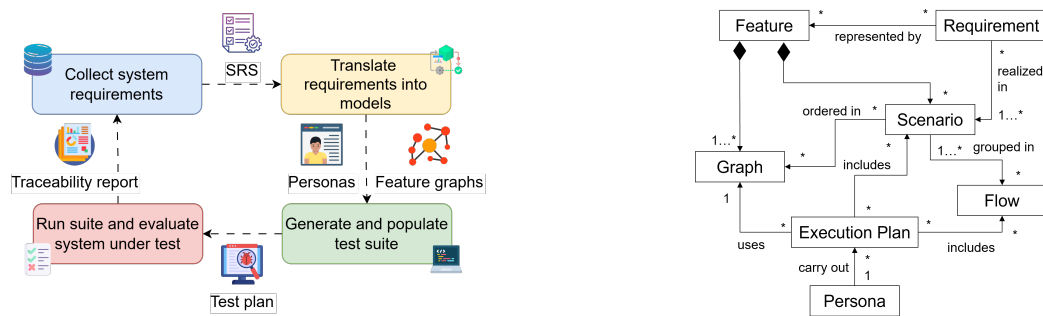 SRS
Collect system
requirements
Translate
requirements into
models
Traceability report
Personas
Feature graphs
Run suite and evaluate
system under test
Generate and populate
test suite
Test plan
Feature
*
*
Requirement
represented by
*
realized
in
*
ordered in
*
Scenario
1...*
1...*
*
includes
*
1...*
grouped in
Graph
*
1
*
Flow
*
uses
*
Execution Plan
*
includes
*
carry out
*
1
Persona